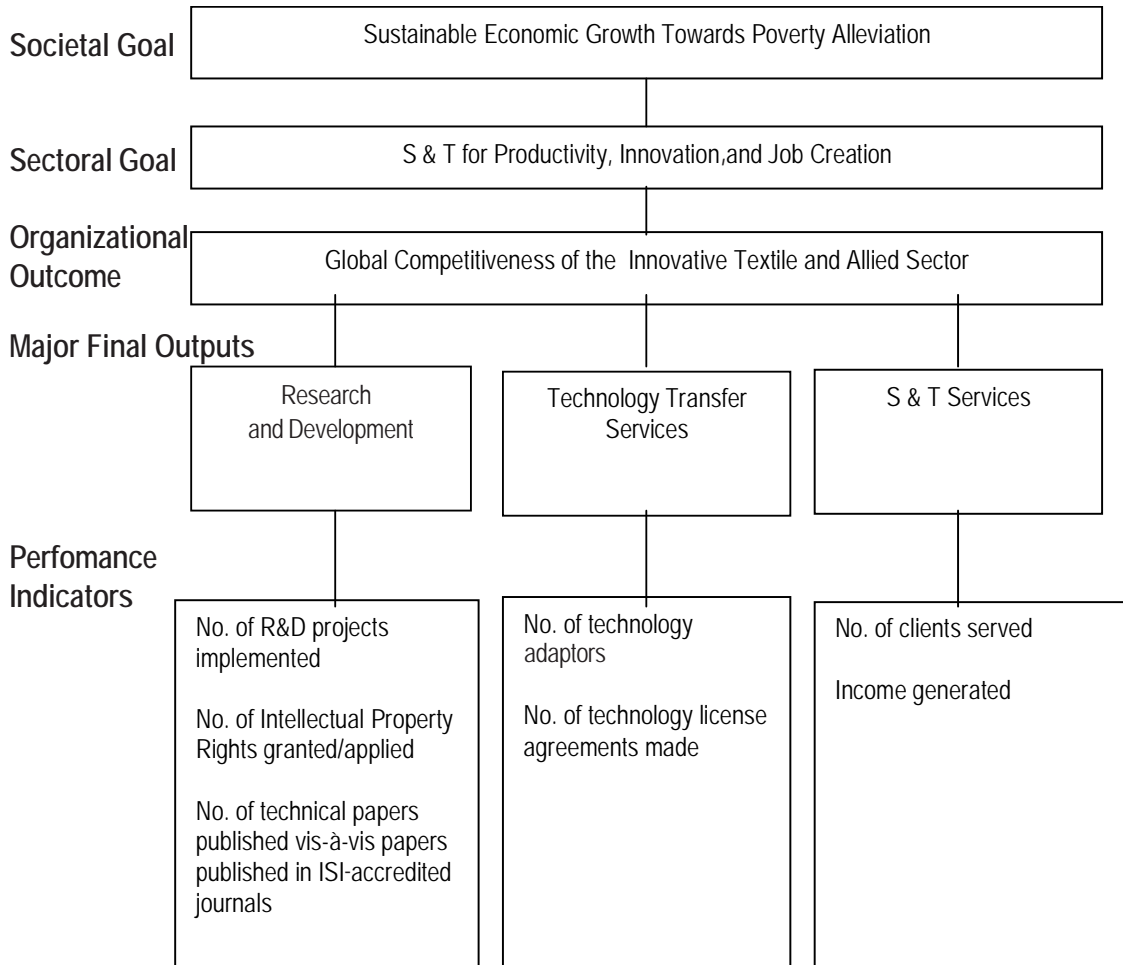 Societal Goal
Sustainable Economic Growth Towards Poverty Alleviation
Sectoral Goal
S & T for Productivity, Innovation,and Job Creation
Organizational
Outcome
Global Competitiveness of the Innovative Textile and Allied Sector
Major Final Outputs
Research
and Development
Technology Transfer
Services
S & T Services
Perfomance
Indicators
No. of R&D projects
implemented
No. of Intellectual Property
Rights granted/applied
No. of technical papers
published vis-à-vis papers
published in ISI-accredited
journals
No. of technology
adaptors
No. of technology license
agreements made
No. of clients served
Income generated